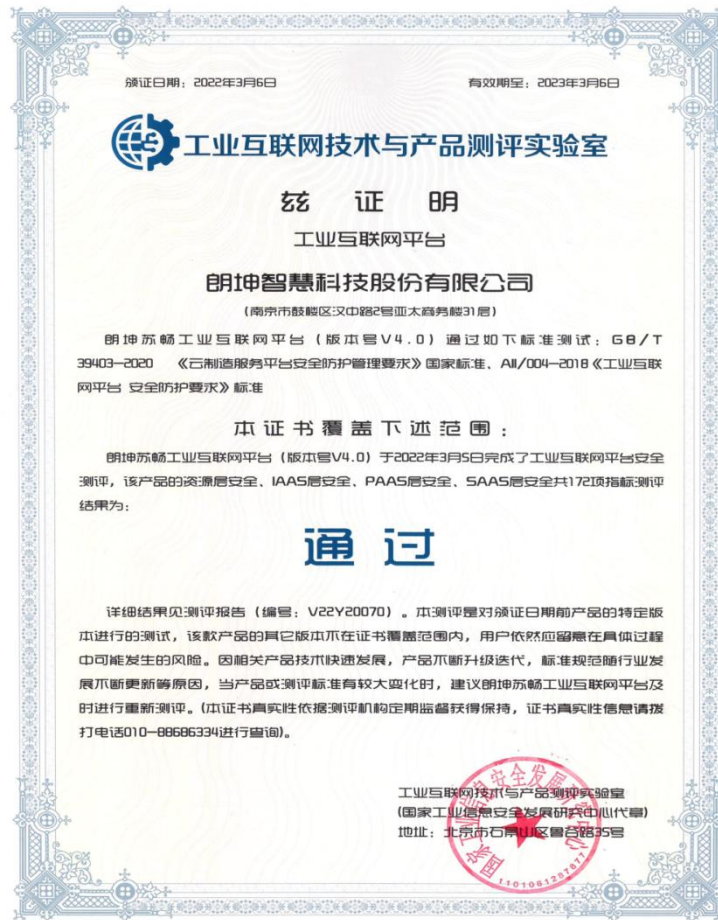 颁证日期：2022年3月6日
有效期至：2023年3月6日
工业互联网技术与产品测评实验室
兹 证 明
工业互联网平台
朗坤智慧科技股份有限公司
(南京市鼓楼区汉中路2号亚太商务楼31层)
朗坤苏畅工业互联网平台（版本号V4.0）通过如下标准测试：GB/T
39403—2020 《云制造服务平台安全防护管理要求》国家标准、AII/004—2018《工业互联
网平台 安全防护要求》标准
本证书覆盖下述范围：
朗坤苏畅工业互联网平台（版本号V4.0）于2022年3月5日完成了工业互联网平台安全
测评，该产品的资源层安全、IAAS层安全、PAAS层安全、SAAS层安全共172项指标测评
结果为：
通过
详细结果见测评报告（编号：V22Y20070）。本测评是对颁证日期前产品的特定版
本进行的测试，该款产品的其它版本不在证书覆盖范围内，用户依然应留意在具体过程
中可能发生的风险。因相关产品技术快速发展，产品不断升级迭代，标准规范随行业发
展不断更新等原因，当产品或测评标准有较大变化时，建议朗坤苏畅工业互联网平台及
时进行重新测评。(本证书真实性依据测评机构定期监督获得保持，证书真实性信息请拨
打电话010—88686334进行查询)。
工业互联网技术与产品测评实验室
(国家工业信息安全发展研究中心代章)
地址：北京市石景山区鲁谷路35号
国家工业信息安全发展研究中心
1101061287877